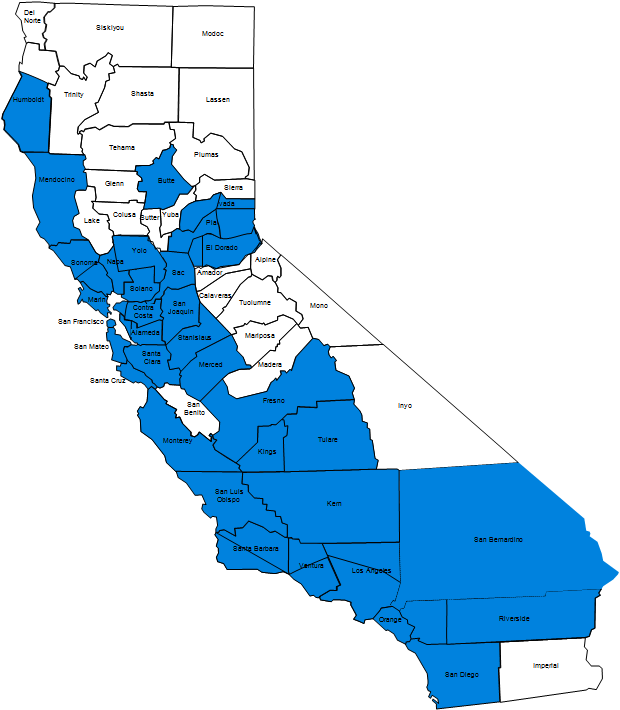 Del
Norte
Siskiyou
Modoc
Humboldt
Trinity
Shasta
Lassen
Tehama
Plumas
Mendocino
Glenn
Butte
Sierra
Lake
Colusa
Butter
Yuba
vada
Pla
Sonoma
Napa
Yolo
El Dorado
Alpine
Marin
Solano
Sac
Amador
Calaveras
Tuolumne
Mono
San Francisco
Contra
Costa
San
Joaquin
Alameda
Stanislaus
Mariposa
San Mateo
Santa
Clara
Merced
Madera
Santa Cruz
San
Benito
Fresno
Inyo
Monterey
Kings
Tulare
San Luis
Obispo
Kern
San Bernardino
Santa Barbara
Ventura
Los Angeles
Orange
Riverside
San Diego
Imperial